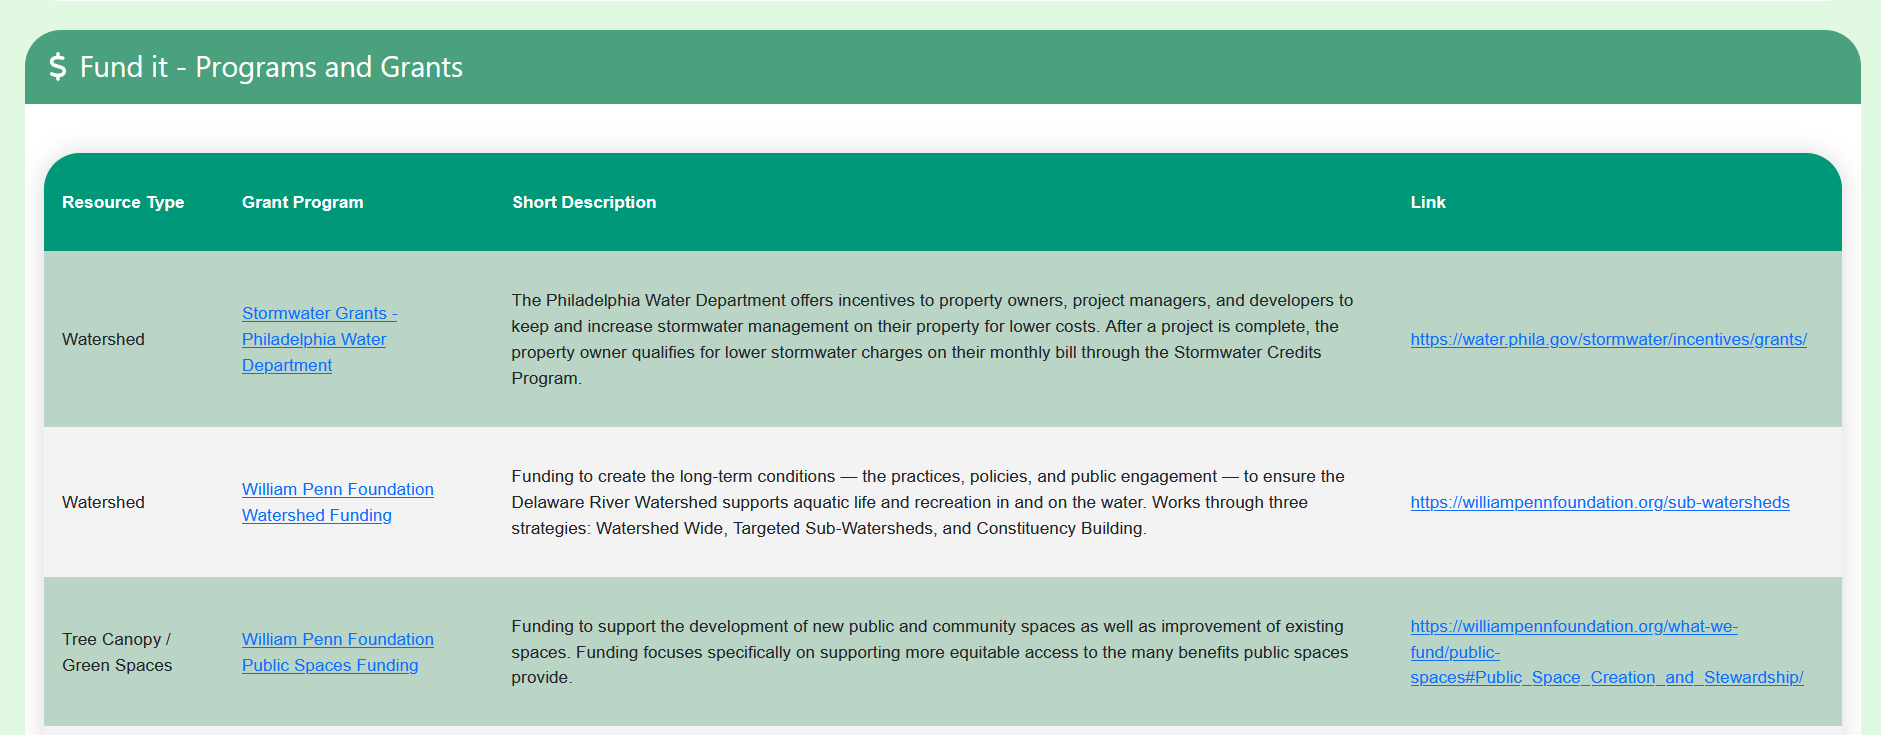 $ Fund it - Programs and Grants
Resource Type
Grant Program
Short Description
Link
Watershed
Stormwater Grants -
Philadelphia Water
Department
The Philadelphia Water Department offers incentives to property owners, project managers, and developers to
keep and increase stormwater management on their property for lower costs. After a project is complete, the
property owner qualifies for lower stormwater charges on their monthly bill through the Stormwater Credits
Program.
https://water.phila.gov/stormwater/incentives/grants/
Watershed
William Penn Foundation
Watershed Funding
Funding to create the long-term conditions — the practices, policies, and public engagement — to ensure the
Delaware River Watershed supports aquatic life and recreation in and on the water. Works through three
strategies: Watershed Wide, Targeted Sub-Watersheds, and Constituency Building.
https://williampennfoundation.org/sub-watersheds
Tree Canopy /
Green Spaces
William Penn Foundation
Public Spaces Funding
Funding to support the development of new public and community spaces as well as improvement of existing
spaces. Funding focuses specifically on supporting more equitable access to the many benefits public spaces
provide.
https://williampennfoundation.org/what-we-
fund/public-
spaces#Public_Space_Creation_and_Stewardship/